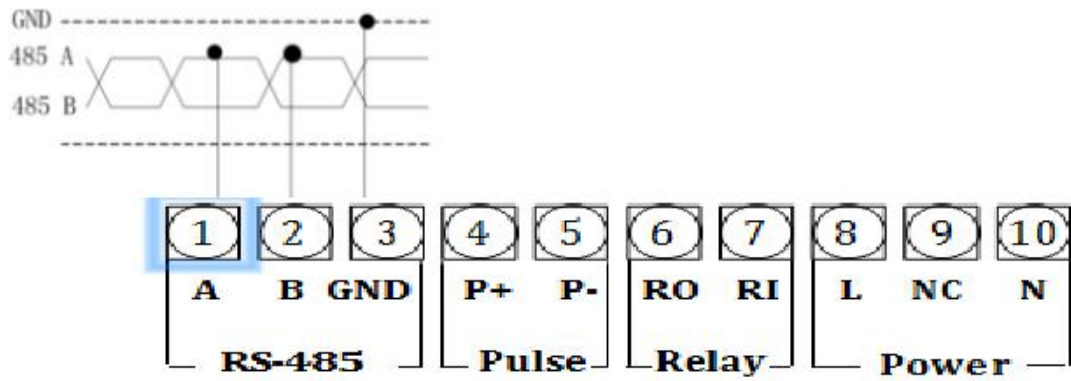 GND
485 A
485 B
1 2 3 4 5 6 7 8 9 10
A B GND P+ P- RO RI L NC N
RS-485 Pulse Relay Power